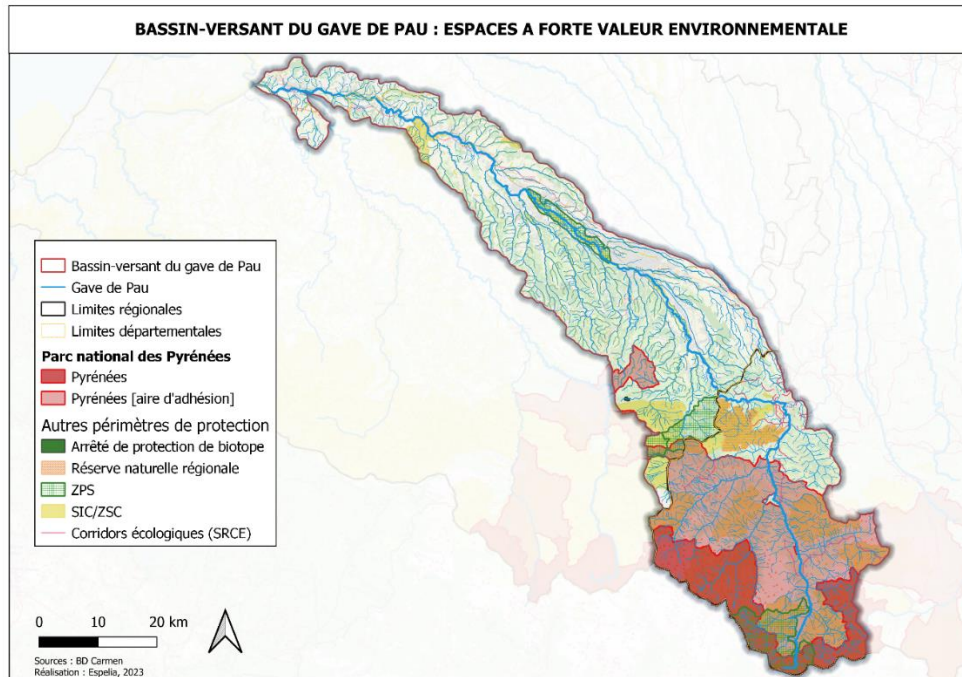 BASSIN-VERSANT DU GAVE DE PAU : ESPACES A FORTE VALEUR ENVIRONNEMENTALE
Bassin-versant du gave de Pau
Gave de Pau
Limites régionales
Limites départementales
Parc national des Pyrénées
Pyrénées
Pyrénées [aire d'adhésion]
Autres périmètres de protection
Arrêté de protection de biotope
Réserve naturelle régionale
ZPS
SIC/ZSC
Corridors écologiques (SRCE)
0 10 20 km
Sources : BD Carmen
Réalisation : Espelia, 2023